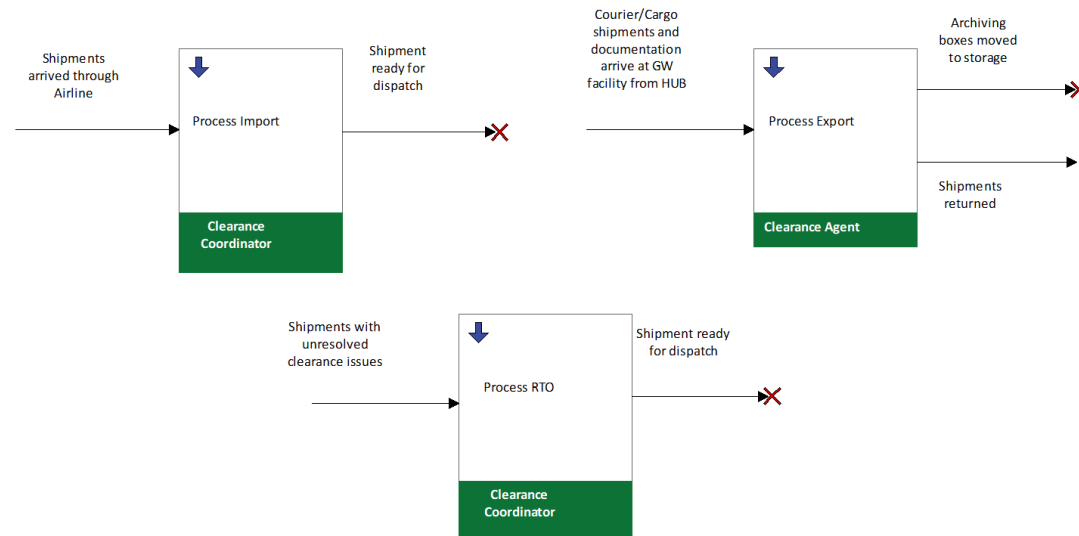 Shipments
arrived through
Airline
Process Import
Shipment
ready for
dispatch
Clearance
Coordinator
Courier/Cargo
shipments and
documentation
arrive at GW
facility from HUB
Process Export
Archiving
boxes moved
to storage
Shipments
returned
Clearance Agent
Shipments with
unresolved
clearance issues
Process RTO
Shipment ready
for dispatch
Clearance
Coordinator